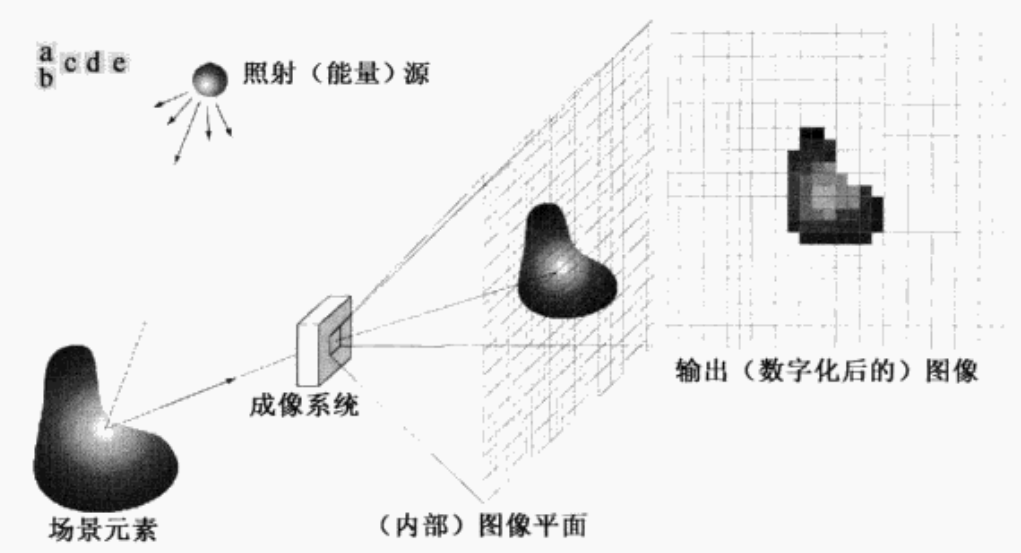 a
b c d e
照射（能量）源
输出（数字化后的）图像
成像系统
（内部）图像平面
场景元素